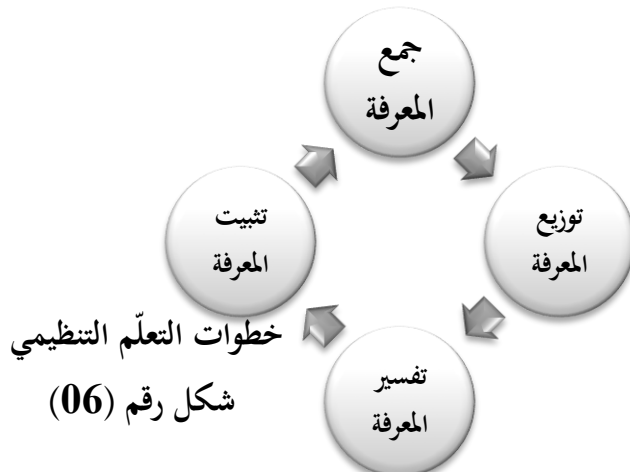 جمع
المعرفة
توزيع
المعرفة
تفسير
المعرفة
تثبيت
المعرفة
خطوات التعلّم التنظيمي
شكل رقم (06)